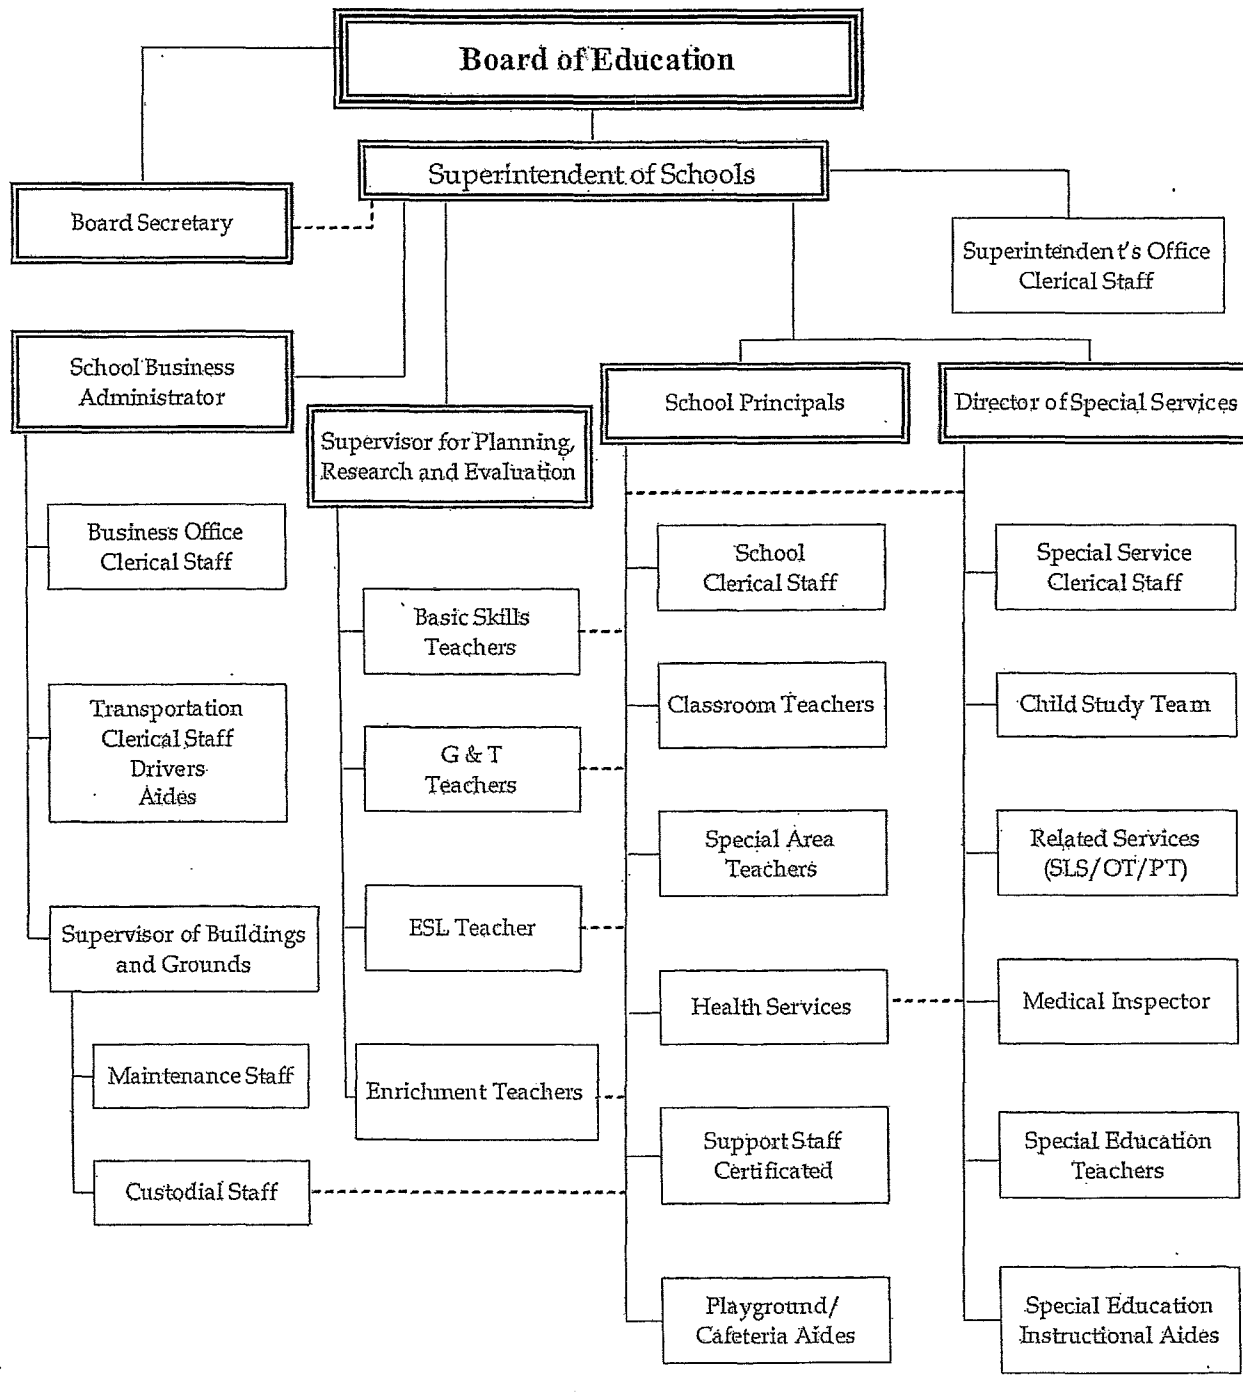 Board of Education
Superintendent of Schools
Board Secretary
Superintendent's Office
Clerical Staff
School Business
Administrator
School Principals
Director of Special Services
Supervisor for Planning,
Research and Evaluation
Business Office
Clerical Staff
School
Clerical Staff
Special Service
Clerical Staff
Basic Skills
Teachers
Classroom Teachers
Child Study Team
Transportation
Clerical Staff
Drivers
Aides
G & T
Teachers
Special Area
Teachers
Related Services
(SLS/OT/PT)
Supervisor of Buildings
and Grounds
ESL Teacher
Health Services
Medical Inspector
Maintenance Staff
Enrichment Teachers
Support Staff
Certificated
Special Education
Teachers
Custodial Staff
Playground/
Cafeteria Aides
Special Education
Instructional Aides